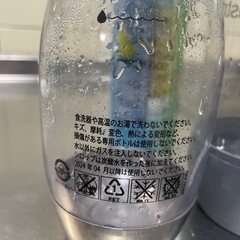 食洗器や高温のお湯で洗わないでください。
キズ、摩耗、変色、熱による変形など、
損傷がある専用ボトルは使用しないでください。
水以外にガスを注入しないでください。
シロップは炭酸水を作った後に加えてください。
2024 年 04 月以降は使用しないでください。
PET